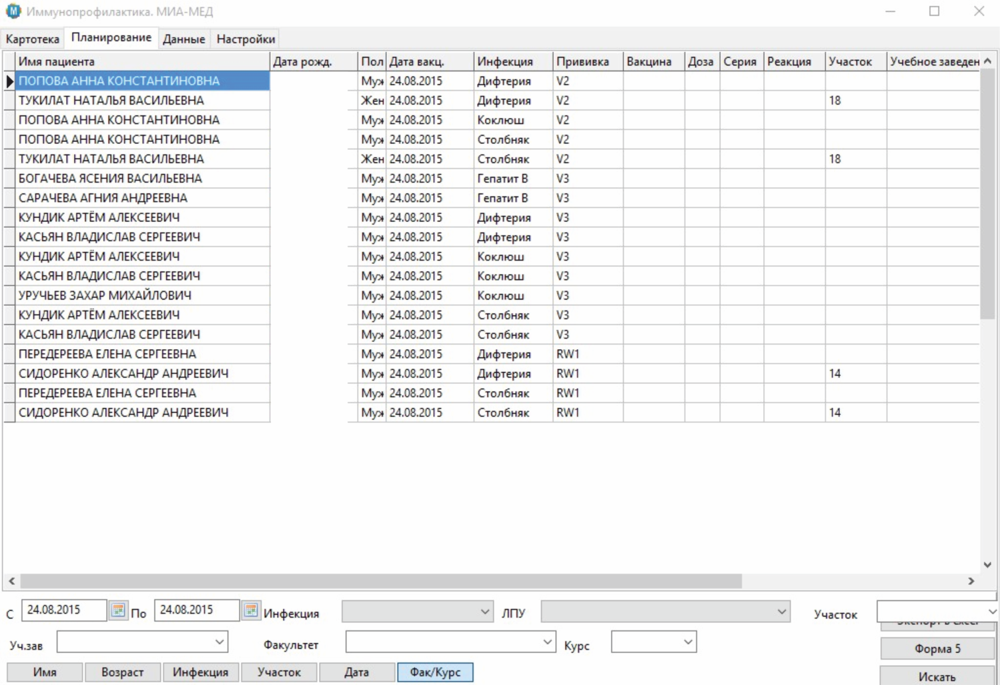 Иммунопрофилактика. МИА-МЕД
Картотека Планирование Данные Настройки
Имя пациента Дата рожд. Пол Дата вакц. Инфекция Прививка Вакцина Доза Серия Реакция Участок Учебное заведен
ПОПОВА АННА КОНСТАНТИНОВНА Муж 24.08.2015 Дифтерия V2
ТУКИЛАТ НАТАЛЬЯ ВАСИЛЬЕВНА Жен 24.08.2015 Дифтерия V2 18
ПОПОВА АННА КОНСТАНТИНОВНА Муж 24.08.2015 Коклюш V2
ПОПОВА АННА КОНСТАНТИНОВНА Муж 24.08.2015 Столбняк V2
ТУКИЛАТ НАТАЛЬЯ ВАСИЛЬЕВНА Жен 24.08.2015 Столбняк V2 18
БОГАЧЕВА ЯСЕНИЯ ВАСИЛЬЕВНА Муж 24.08.2015 Гепатит В V3
САРАЧЕВА АГНИЯ АНДРЕЕВНА Муж 24.08.2015 Гепатит В V3
КУНДИК АРТЁМ АЛЕКСЕЕВИЧ Муж 24.08.2015 Дифтерия V3
КАСЬЯН ВЛАДИСЛАВ СЕРГЕЕВИЧ Муж 24.08.2015 Дифтерия V3
КУНДИК АРТЁМ АЛЕКСЕЕВИЧ Муж 24.08.2015 Коклюш V3
КАСЬЯН ВЛАДИСЛАВ СЕРГЕЕВИЧ Муж 24.08.2015 Коклюш V3
УРУЧЬЕВ ЗАХАР МИХАЙЛОВИЧ Муж 24.08.2015 Коклюш V3
КУНДИК АРТЁМ АЛЕКСЕЕВИЧ Муж 24.08.2015 Столбняк V3
КАСЬЯН ВЛАДИСЛАВ СЕРГЕЕВИЧ Муж 24.08.2015 Столбняк V3
ПЕРЕДЕРЕЕВА ЕЛЕНА СЕРГЕЕВНА Муж 24.08.2015 Дифтерия RW1
СИДОРЕНКО АЛЕКСАНДР АНДРЕЕВИЧ Муж 24.08.2015 Дифтерия RW1 14
ПЕРЕДЕРЕЕВА ЕЛЕНА СЕРГЕЕВНА Муж 24.08.2015 Столбняк RW1
СИДОРЕНКО АЛЕКСАНДР АНДРЕЕВИЧ Муж 24.08.2015 Столбняк RW1 14
С 24.08.2015 По 24.08.2015 Инфекция ЛПУ Участок
Уч.зав Факультет Курс Форма 5
Имя Возраст Инфекция Участок Дата Фак/Курс Искать